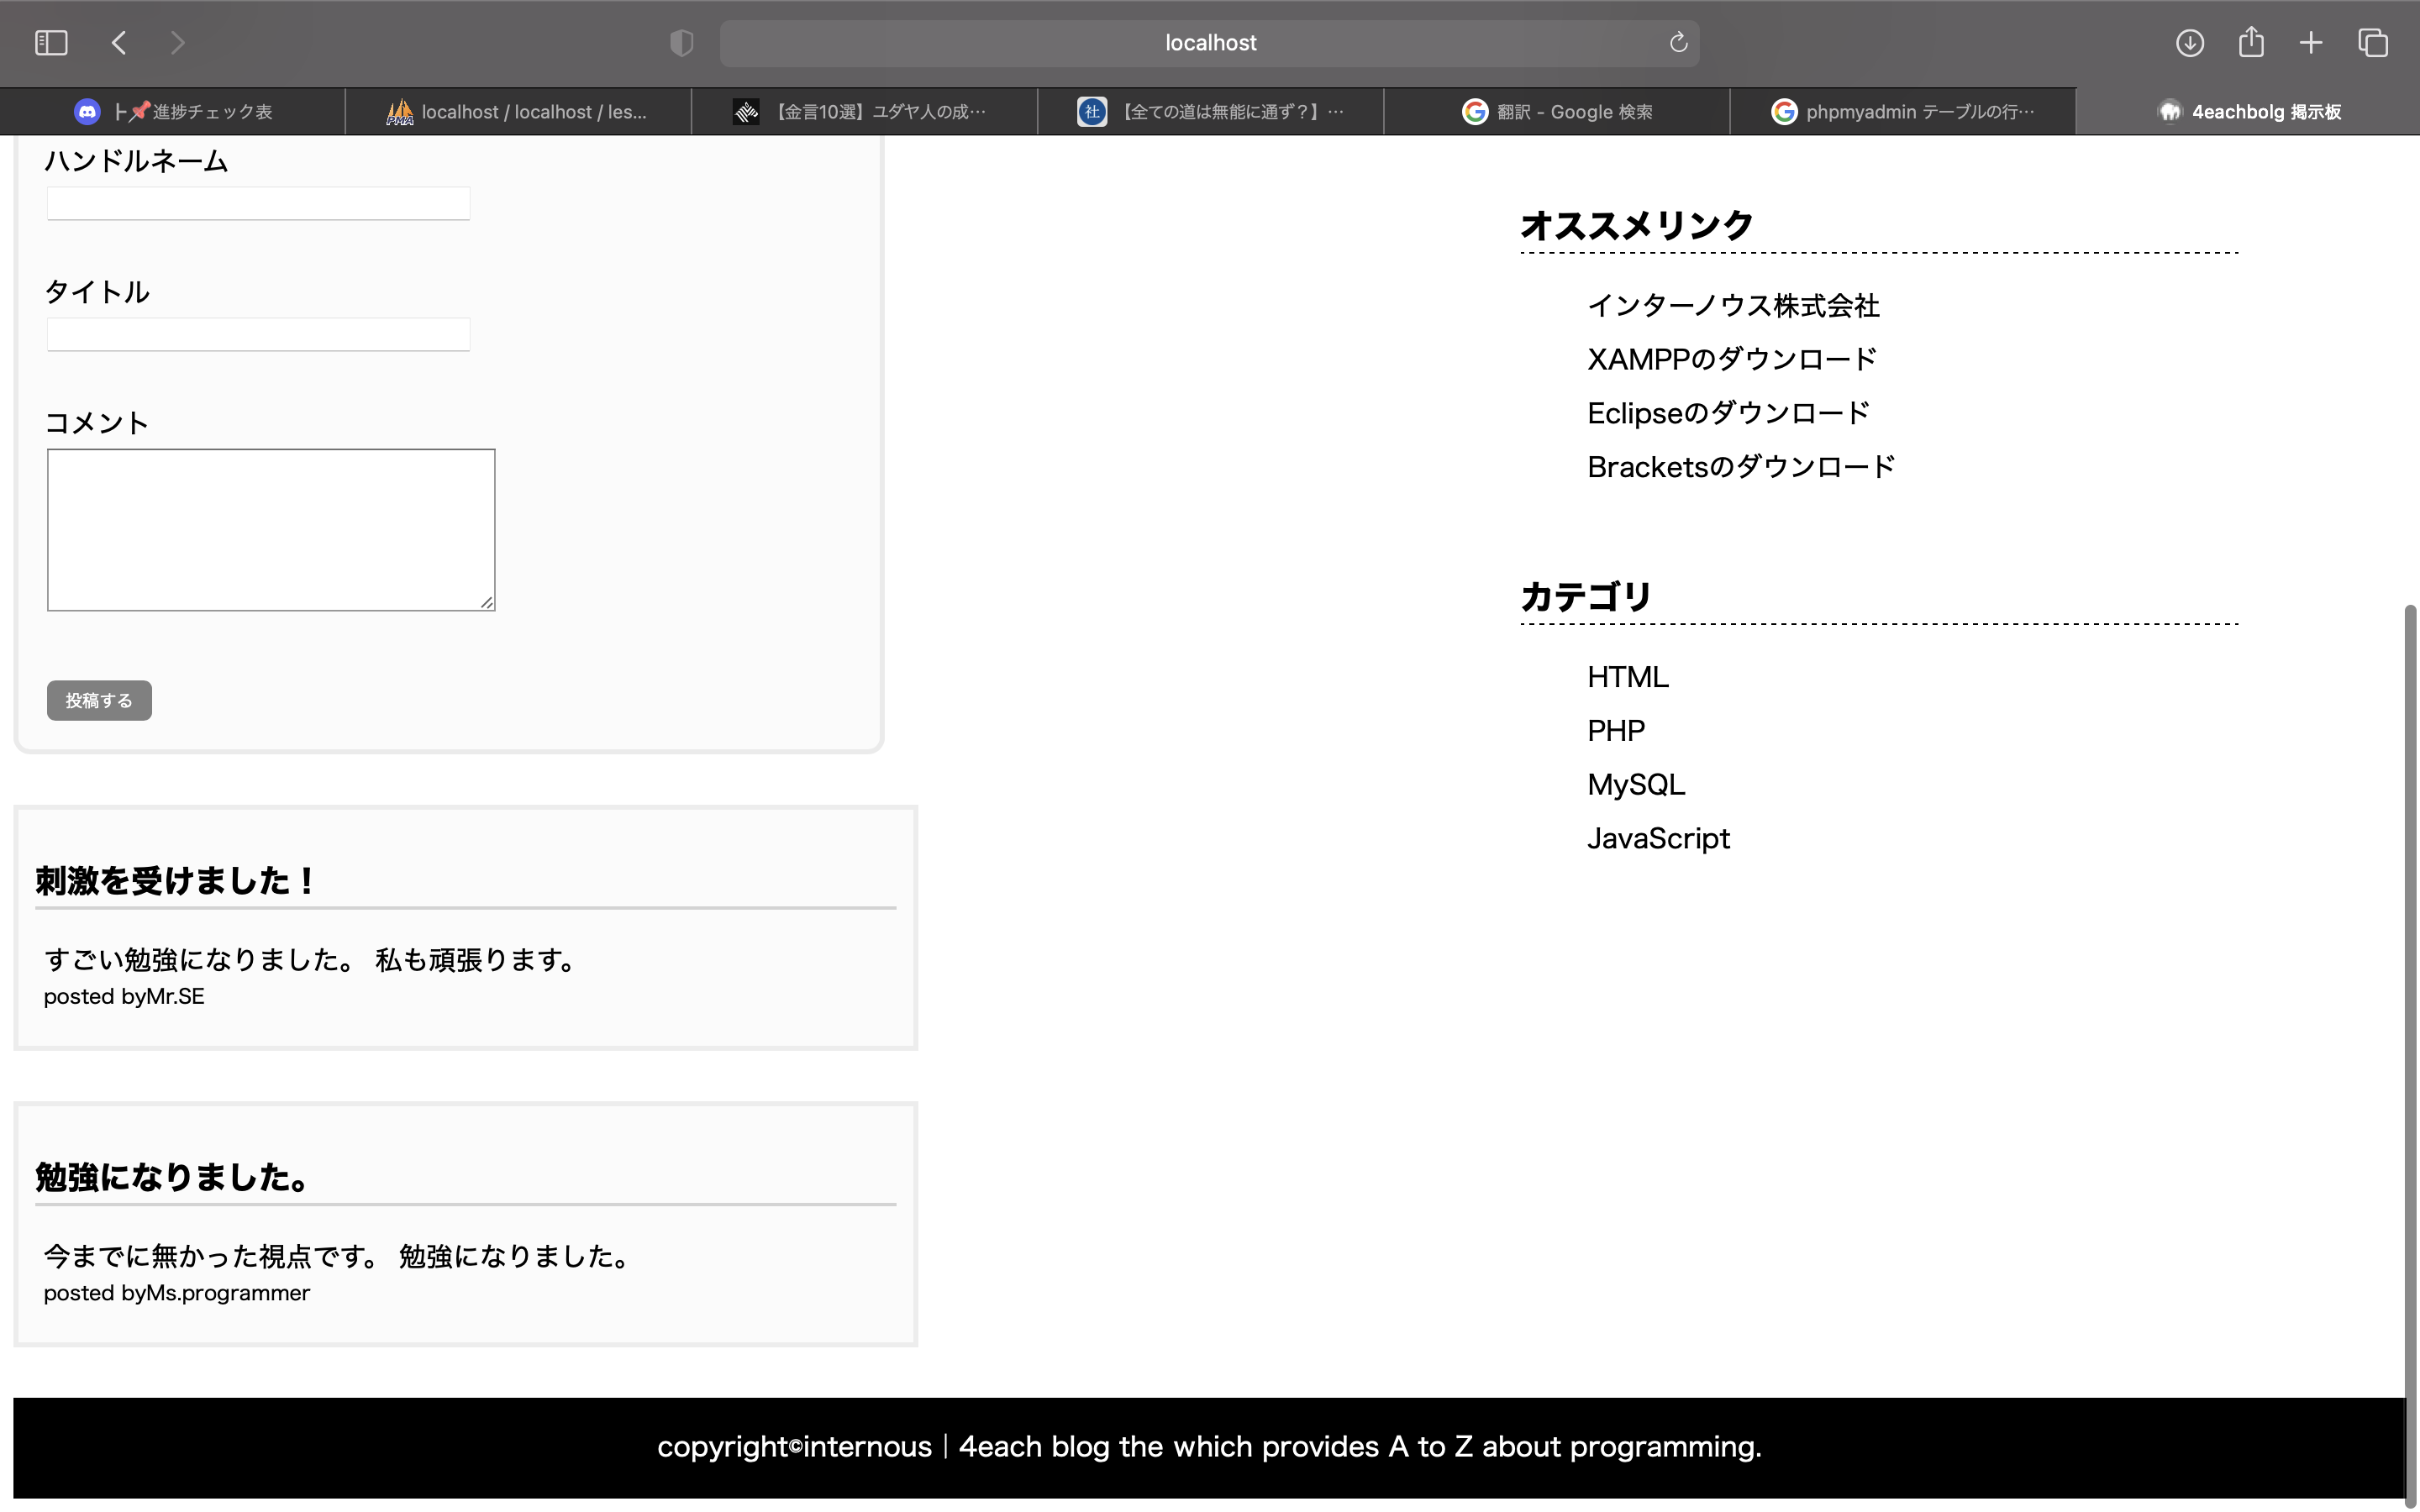 localhost
├📌進捗チェック表
localhost / localhost / les...
【金言10選】ユダヤ人の成…
社
【全ての道は無能に通ず？】…
翻訳 - Google 検索
phpmyadmin テーブルの行…
4eachbolg 掲示板
ハンドルネーム
タイトル
コメント
投稿する
刺激を受けました！
すごい勉強になりました。 私も頑張ります。
posted byMr.SE
勉強になりました。
今までに無かった視点です。 勉強になりました。
posted byMs.programmer
オススメリンク
インターノウス株式会社
XAMPPのダウンロード
Eclipseのダウンロード
Bracketsのダウンロード
カテゴリ
HTML
PHP
MySQL
JavaScript
copyright©internous｜4each blog the which provides A to Z about programming.